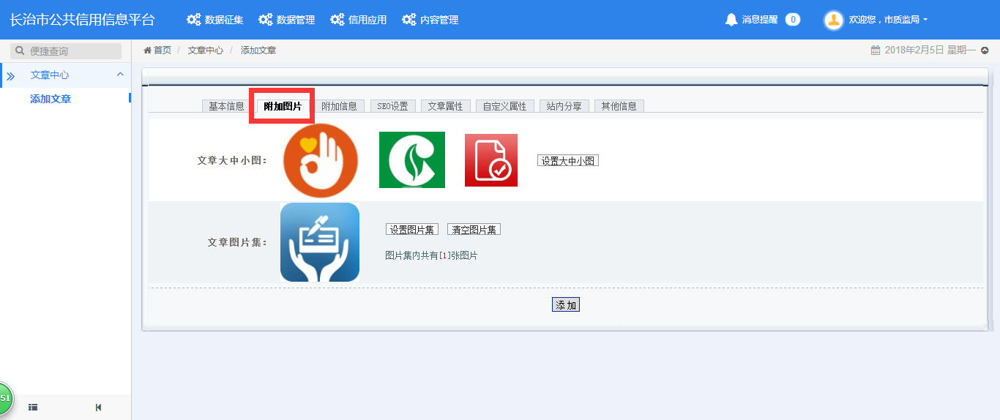 长治市公共信用信息平台 数据征集 数据管理 信用应用 内容管理 消息提醒 0 欢迎您,市质监局
便捷查询
首页 / 文章中心 / 添加文章 2018年2月5日 星期一
文章中心
添加文章
基本信息 附加图片 附加信息 SEO设置 文章属性 自定义属性 站内分享 其他信息
文章大中小图: 设置大中小图
文章图片集: 设置图片集 清空图片集
图片集内共有[1]张图片
添 加
51